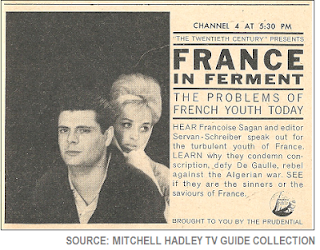 CHANNEL 4 AT 5:30 PM
"THE TWENTIETH CENTURY" PRESENTS
FRANCE
IN FERMENT
THE PROBLEMS OF
FRENCH YOUTH TODAY
HEAR Francoise Sagan and editor
Servan-Schreiber speak out for
the turbulent youth of France.
LEARN why they condemn con-
scription, defy De Gaulle, rebel
against the Algerian war. SEE
if they are the sinners or the
saviours of France.
BROUGHT TO YOU BY THE PRUDENTIAL
SOURCE: MITCHELL HADLEY TV GUIDE COLLECTION